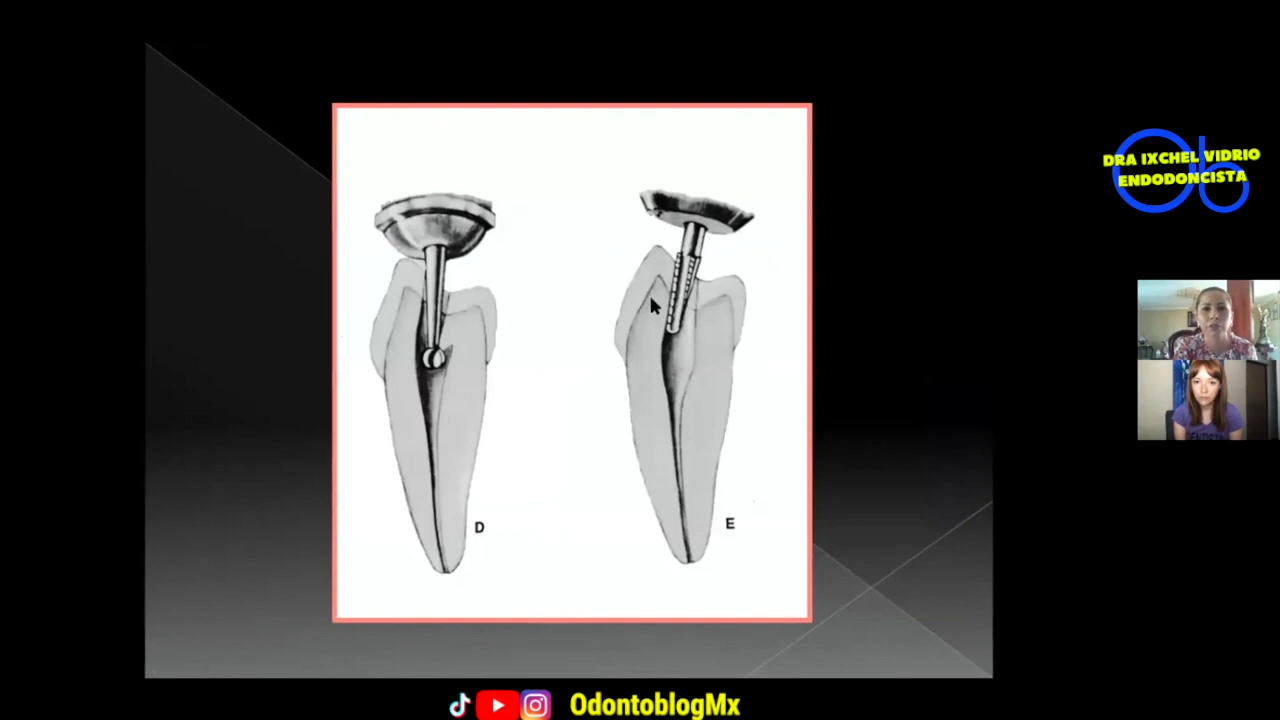 DRA IXCHEL VIDRIO
ENDODONCISTA
D
E
OdontoblogMx